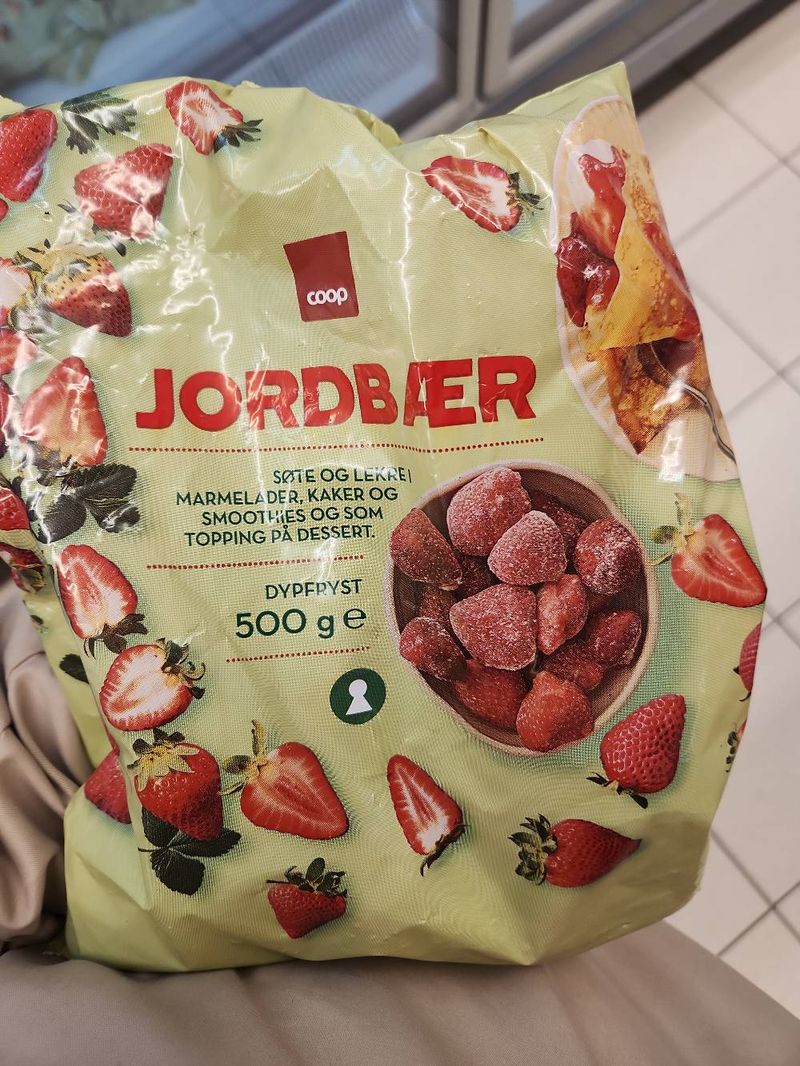 coop
JORDBÆR
SØTE OG LEKRE I
MARMELADER, KAKER OG
SMOOTHIES OG SOM
TOPPING PÅ DESSERT.
DYPFRYST
500 g e